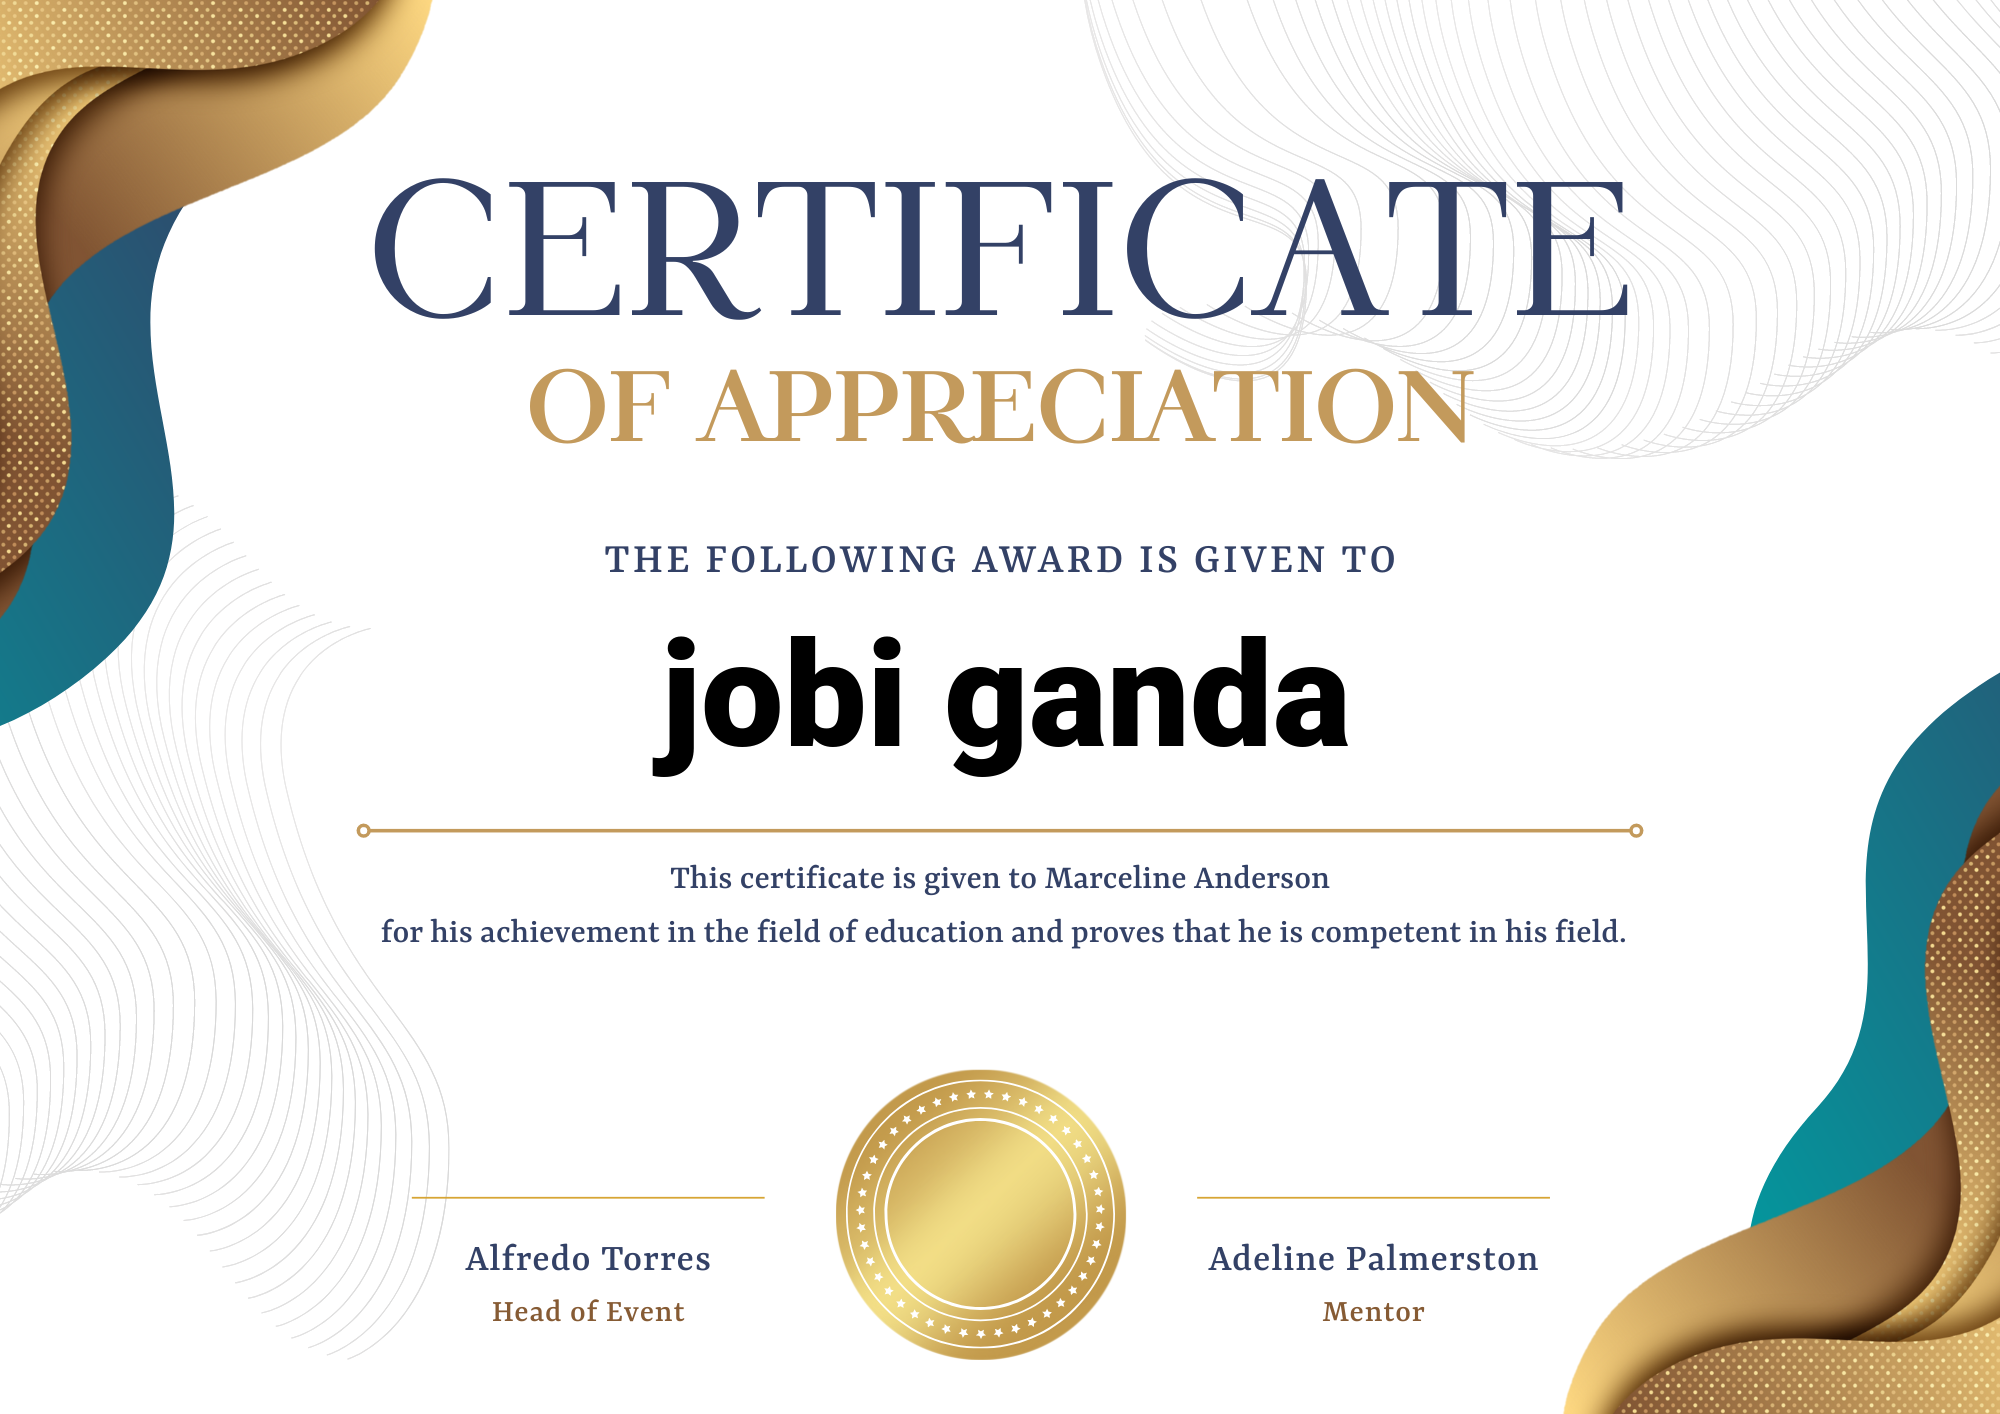 CERTIFICATE
OF APPRECIATION
THE FOLLOWING AWARD IS GIVEN TO
jobi ganda
This certificate is given to Marceline Anderson
for his achievement in the field of education and proves that he is competent in his field.
Alfredo Torres
Head of Event
Adeline Palmerston
Mentor